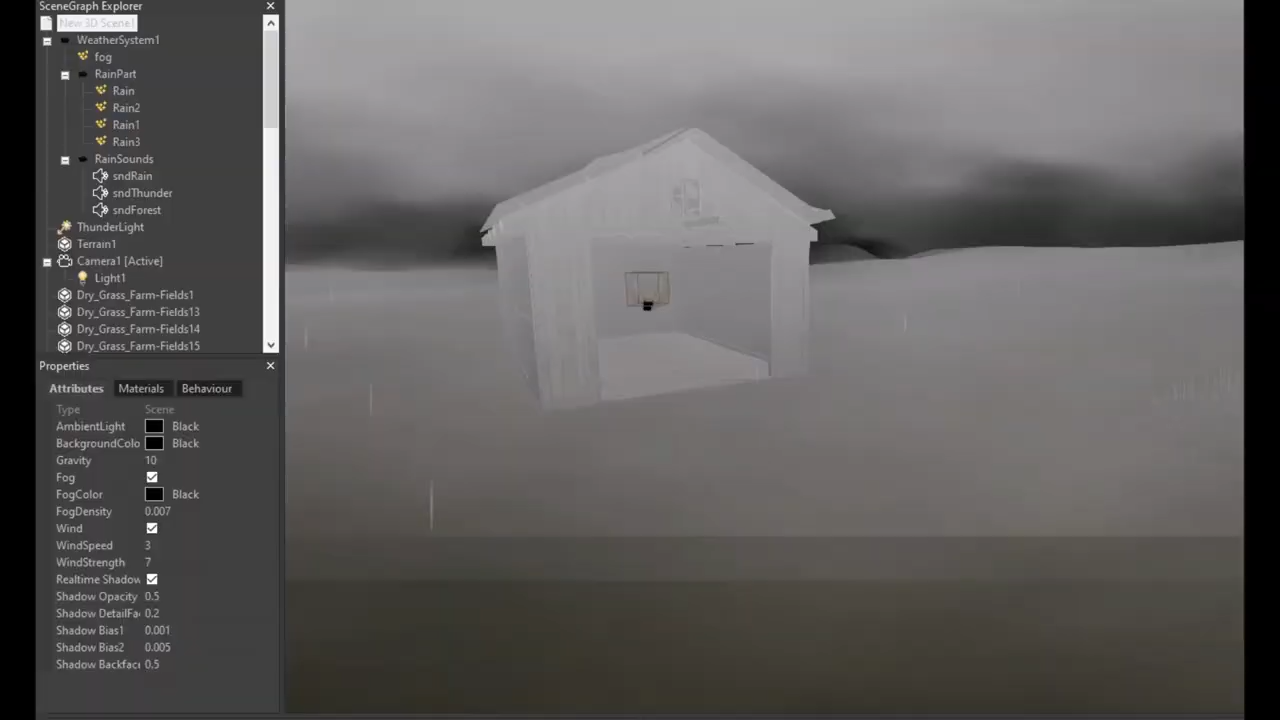 SceneGraph Explorer
New 3D Scene1
WeatherSystem1
fog
RainPart
Rain
Rain2
Rain1
Rain3
RainSounds
sndRain
sndThunder
sndForest
ThunderLight
Terrain1
Camera1 [Active]
Light1
Dry_Grass_Farm-Fields1
Dry_Grass_Farm-Fields13
Dry_Grass_Farm-Fields14
Dry_Grass_Farm-Fields15
Properties
Attributes Materials Behaviour
Type Scene
AmbientLight Black
BackgroundColo Black
Gravity 10
Fog
FogColor Black
FogDensity 0.007
Wind
WindSpeed 3
WindStrength 7
Realtime Shadow
Shadow Opacity 0.5
Shadow DetailFa 0.2
Shadow Bias1 0.001
Shadow Bias2 0.005
Shadow Backfac 0.5